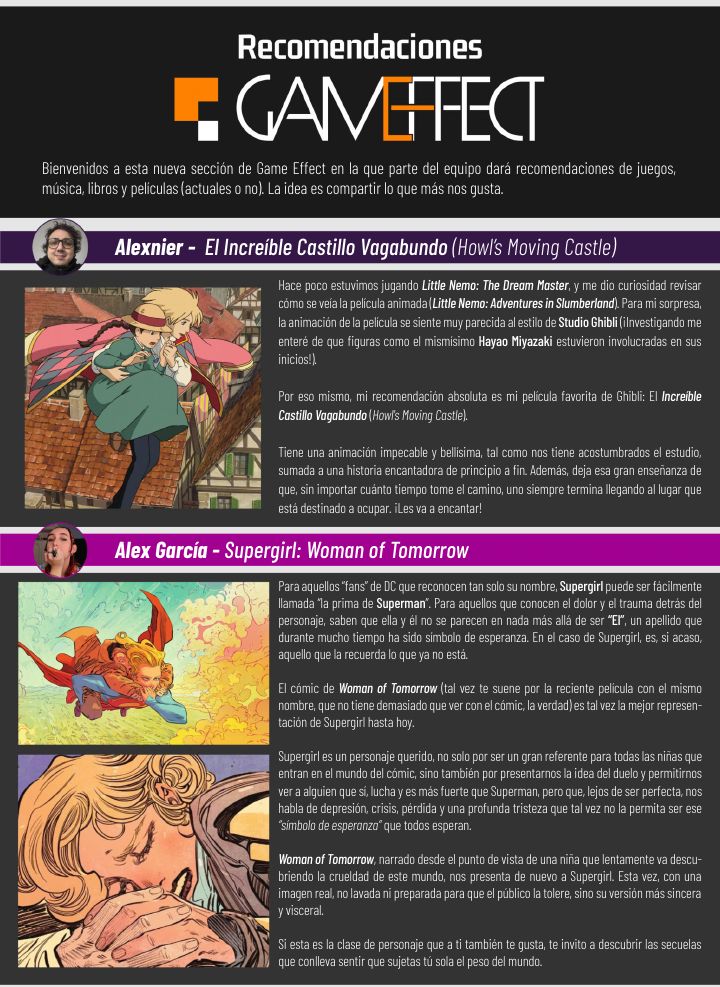 Recomendaciones
GAMEFFECT
Bienvenidos a esta nueva sección de Game Effect en la que parte del equipo dará recomendaciones de juegos,
música, libros y películas (actuales o no). La idea es compartir lo que más nos gusta.
Alexnier - El Increíble Castillo Vagabundo (Howl's Moving Castle)
Hace poco estuvimos jugando Little Nemo: The Dream Master, y me dio curiosidad revisar
cómo se veía la película animada (Little Nemo: Adventures in Slumberland). Para mi sorpresa,
la animación de la película se siente muy parecida al estilo de Studio Ghibli (¡Investigando me
enteré de que figuras como el mismísimo Hayao Miyazaki estuvieron involucradas en sus
inicios!).
Por eso mismo, mi recomendación absoluta es mi película favorita de Ghibli: El Increíble
Castillo Vagabundo (Howl's Moving Castle).
Tiene una animación impecable y bellísima, tal como nos tiene acostumbrados el estudio,
sumada a una historia encantadora de principio a fin. Además, deja esa gran enseñanza de
que, sin importar cuánto tiempo tome el camino, uno siempre termina llegando al lugar que
está destinado a ocupar. ¡Les va a encantar!
Alex García - Supergirl: Woman of Tomorrow
Para aquellos "fans" de DC que reconocen tan solo su nombre, Supergirl puede ser fácilmente
llamada "la prima de Superman". Para aquellos que conocen el dolor y el trauma detrás del
personaje, saben que ella y él no se parecen en nada más allá de ser "El", un apellido que
durante mucho tiempo ha sido símbolo de esperanza. En el caso de Supergirl, es, si acaso,
aquello que la recuerda lo que ya no está.
El cómic de Woman of Tomorrow (tal vez te suene por la reciente película con el mismo
nombre, que no tiene demasiado que ver con el cómic, la verdad) es tal vez la mejor represen-
tación de Supergirl hasta hoy.
Supergirl es un personaje querido, no solo por ser un gran referente para todas las niñas que
entran en el mundo del cómic, sino también por presentarnos la idea del duelo y permitirnos
ver a alguien que sí, lucha y es más fuerte que Superman, pero que, lejos de ser perfecta, nos
habla de depresión, crisis, pérdida y una profunda tristeza que tal vez no la permita ser ese
"símbolo de esperanza" que todos esperan.
Woman of Tomorrow, narrado desde el punto de vista de una niña que lentamente va descu-
briendo la crueldad de este mundo, nos presenta de nuevo a Supergirl. Esta vez, con una
imagen real, no lavada ni preparada para que el público la tolere, sino su versión más sincera
y visceral.
Si esta es la clase de personaje que a ti también te gusta, te invito a descubrir las secuelas
que conlleva sentir que sujetas tú sola el peso del mundo.